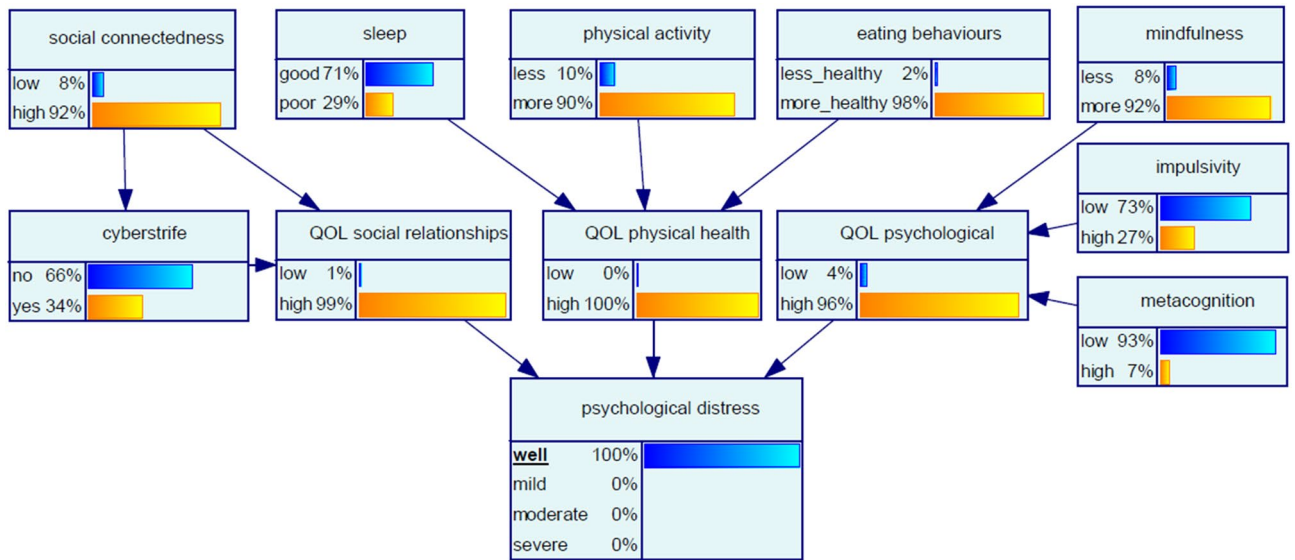 social connectedness
low 8%
high 92%
sleep
good 71%
poor 29%
physical activity
less 10%
more 90%
eating behaviours
less_healthy 2%
more_healthy 98%
mindfulness
less 8%
more 92%
impulsivity
low 73%
high 27%
cyberstrife
no 66%
yes 34%
QOL social relationships
low 1%
high 99%
QOL physical health
low 0%
high 100%
QOL psychological
low 4%
high 96%
metacognition
low 93%
high 7%
psychological distress
well 100%
mild 0%
moderate 0%
severe 0%